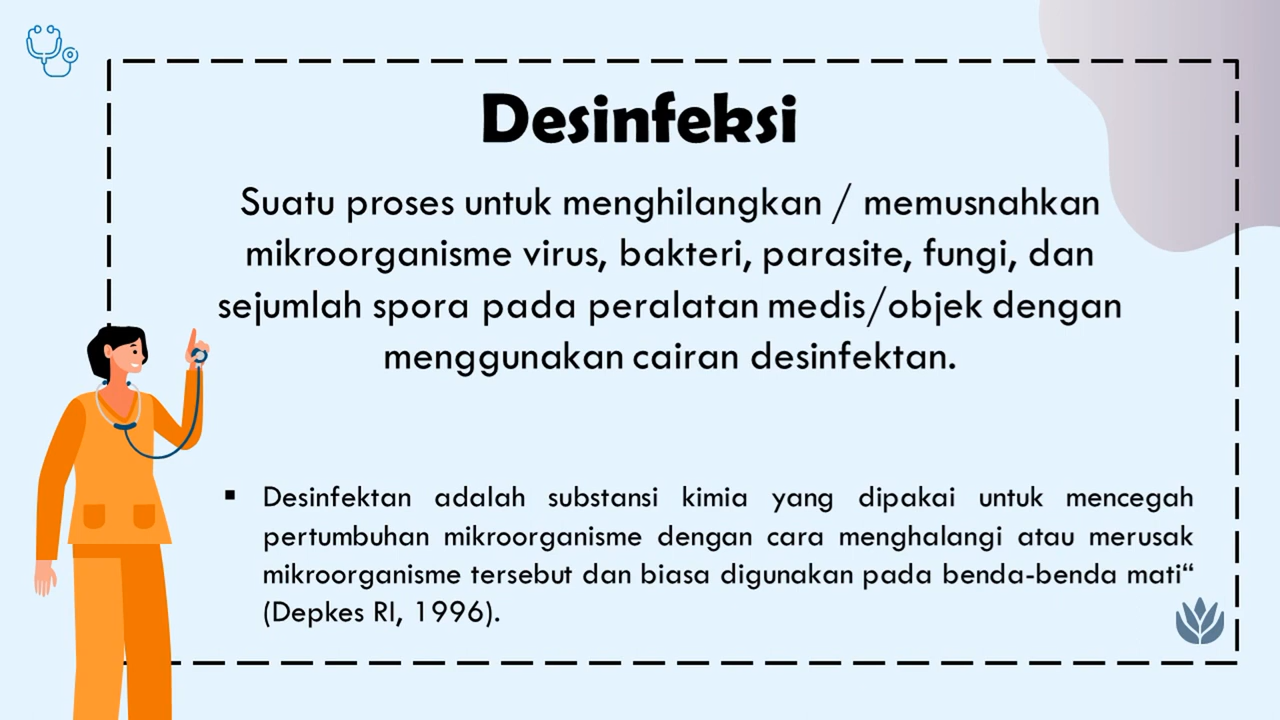 Desinfeksi
Suatu proses untuk menghilangkan / memusnahkan
mikroorganisme virus, bakteri, parasite, fungi, dan
sejumlah spora pada peralatan medis/objek dengan
menggunakan cairan desinfektan.
▪ Desinfektan adalah substansi kimia yang dipakai untuk mencegah
pertumbuhan mikroorganisme dengan cara menghalangi atau merusak
mikroorganisme tersebut dan biasa digunakan pada benda-benda mati“
(Depkes RI, 1996).